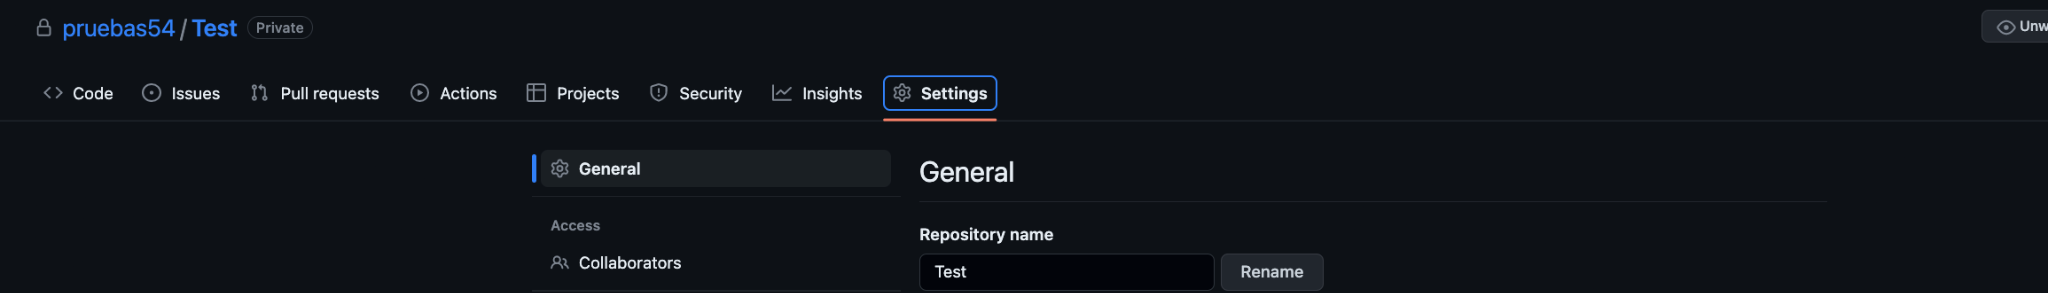 pruebas54 / Test Private
Unw
Code Issues Pull requests Actions Projects Security Insights Settings
General
Access
Collaborators
General
Repository name
Test Rename